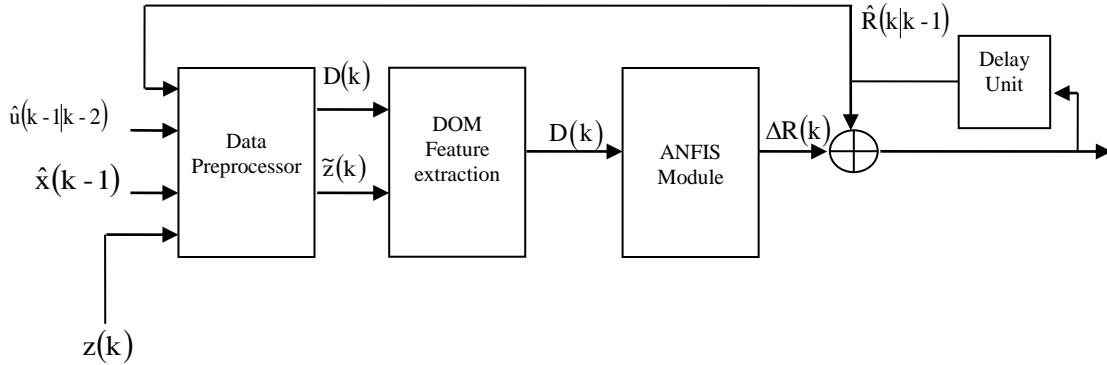 R̂(k|k-1)
Delay
Unit
D(k)
û(k-1|k-2)
Data
Preprocessor
DOM
Feature
extraction
D(k)
ANFIS
Module
ΔR(k)
x̂(k-1)
z̃(k)
z(k)